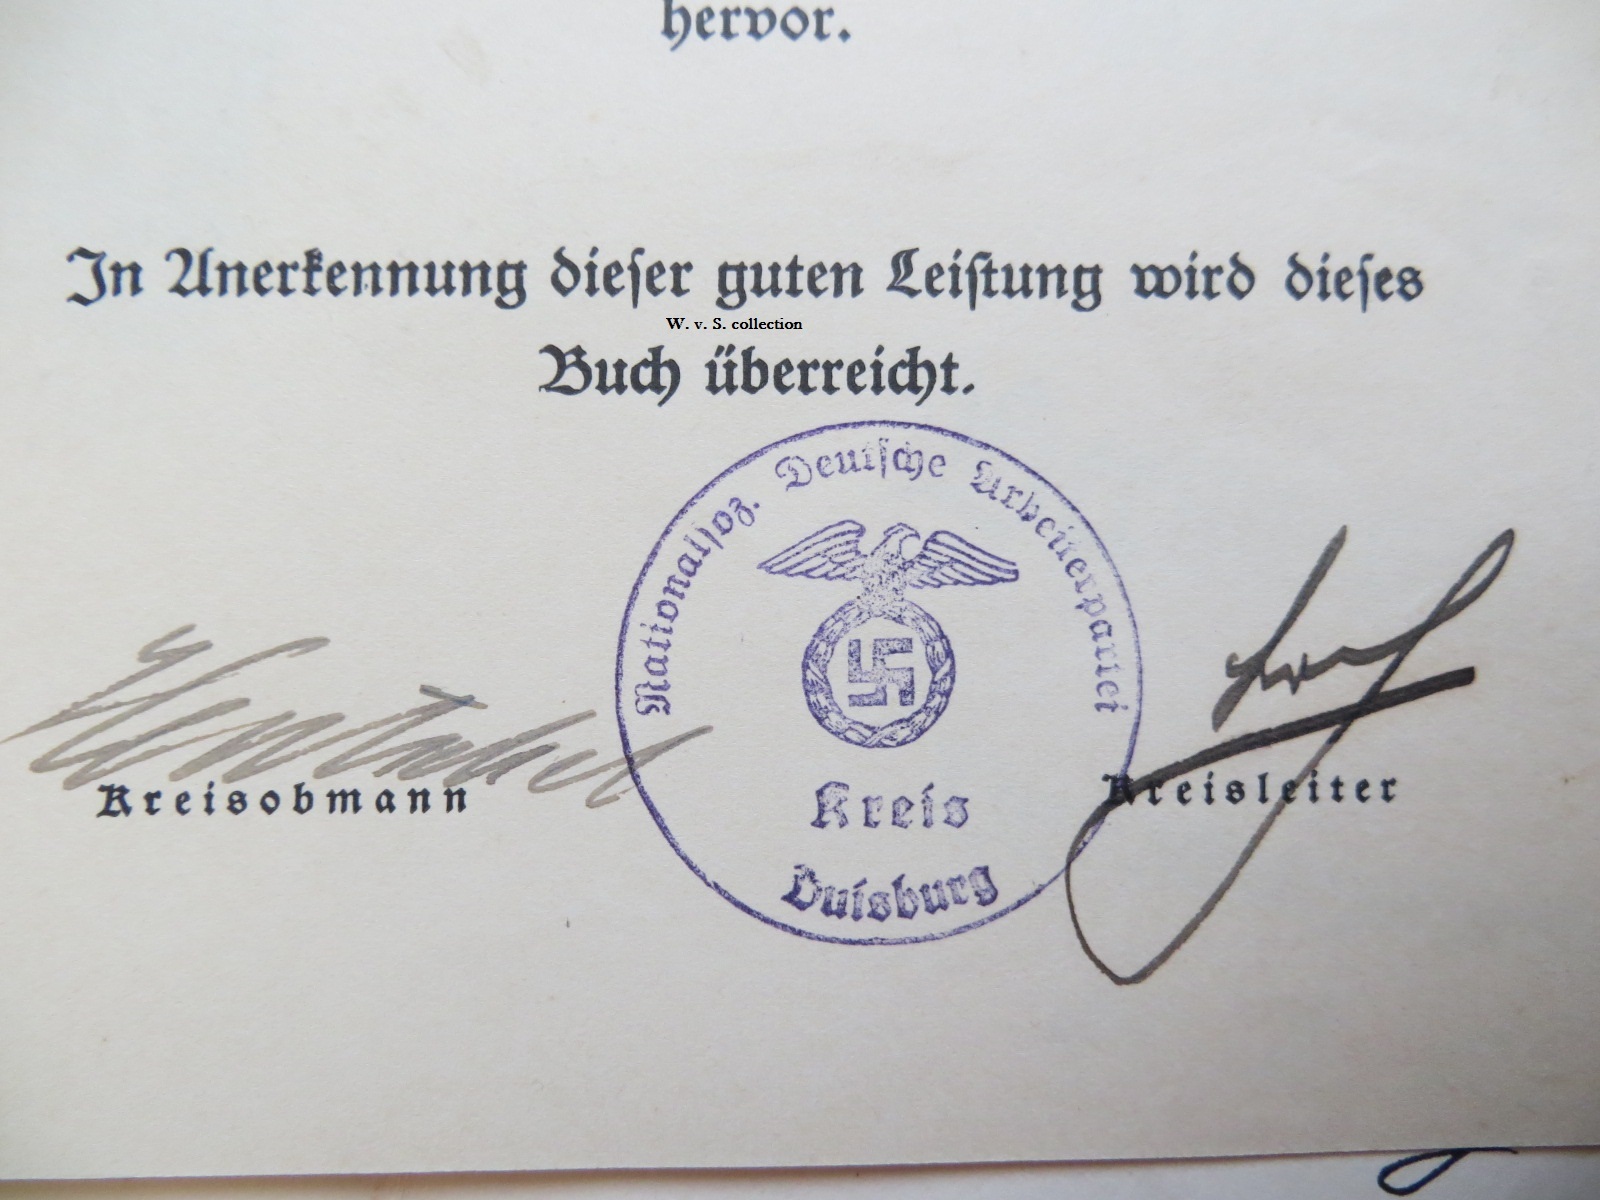 hervor.
In Anerkennung dieser guten Leistung wird dieses
W. v. S. collection
Buch überreicht.
Nationalsoz. Deutsche Arbeiterpartei
Kreis
Duisburg
Kreisobmann
Kreisleiter